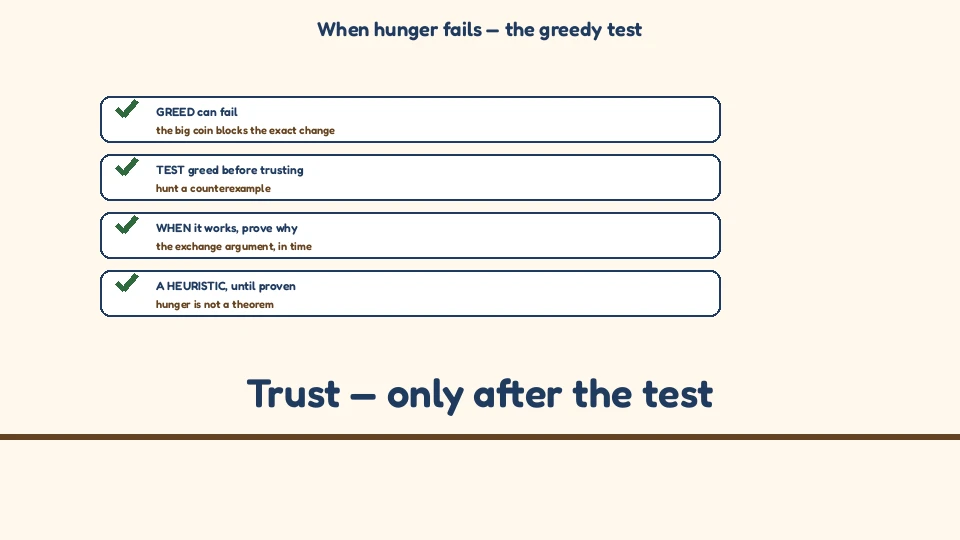 When hunger fails — the greedy test
GREED can fail
the big coin blocks the exact change
TEST greed before trusting
hunt a counterexample
WHEN it works, prove why
the exchange argument, in time
A HEURISTIC, until proven
hunger is not a theorem
Trust — only after the test